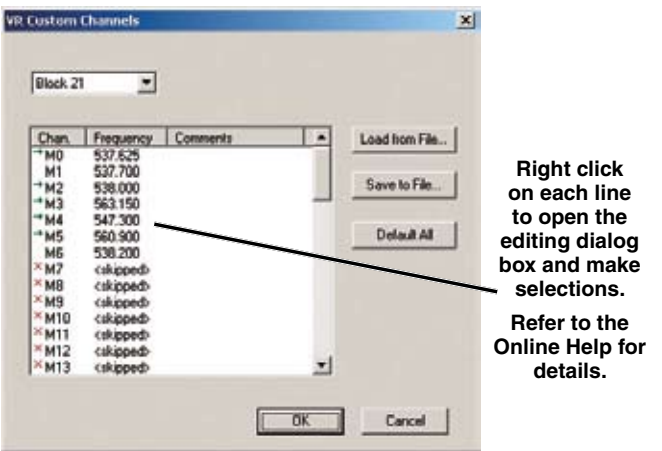 VR Custom Channels
Block 21
Chan. Frequency Comments
M0 537.625
M1 537.700
M2 538.000
M3 563.150
M4 547.300
M5 560.900
M6 538.200
M7 <skipped>
M8 <skipped>
M9 <skipped>
M10 <skipped>
M11 <skipped>
M12 <skipped>
M13 <skipped>
Load from File...
Save to File...
Default All
OK Cancel
Right click
on each line
to open the
editing dialog
box and make
selections.
Refer to the
Online Help for
details.